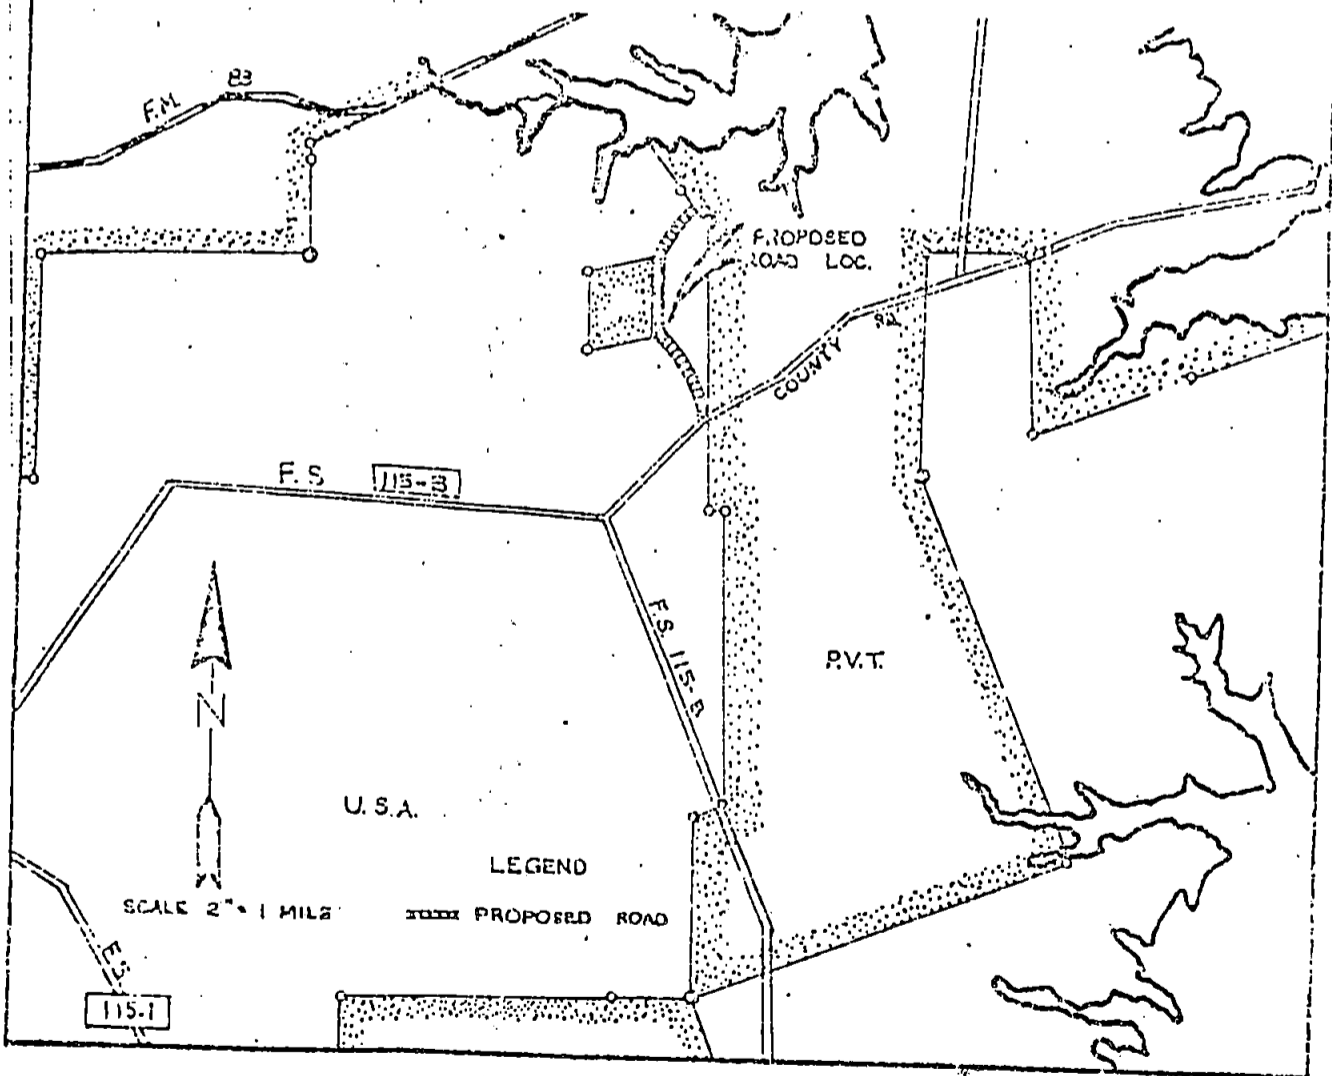 F.M 83
PROPOSED
ROAD LOC.
COUNTY RD.
F.S 115-B
F.S. 115-B
P.V.T.
N
U.S.A.
LEGEND
SCALE 2" = 1 MILE
PROPOSED ROAD
F.S.
115-1